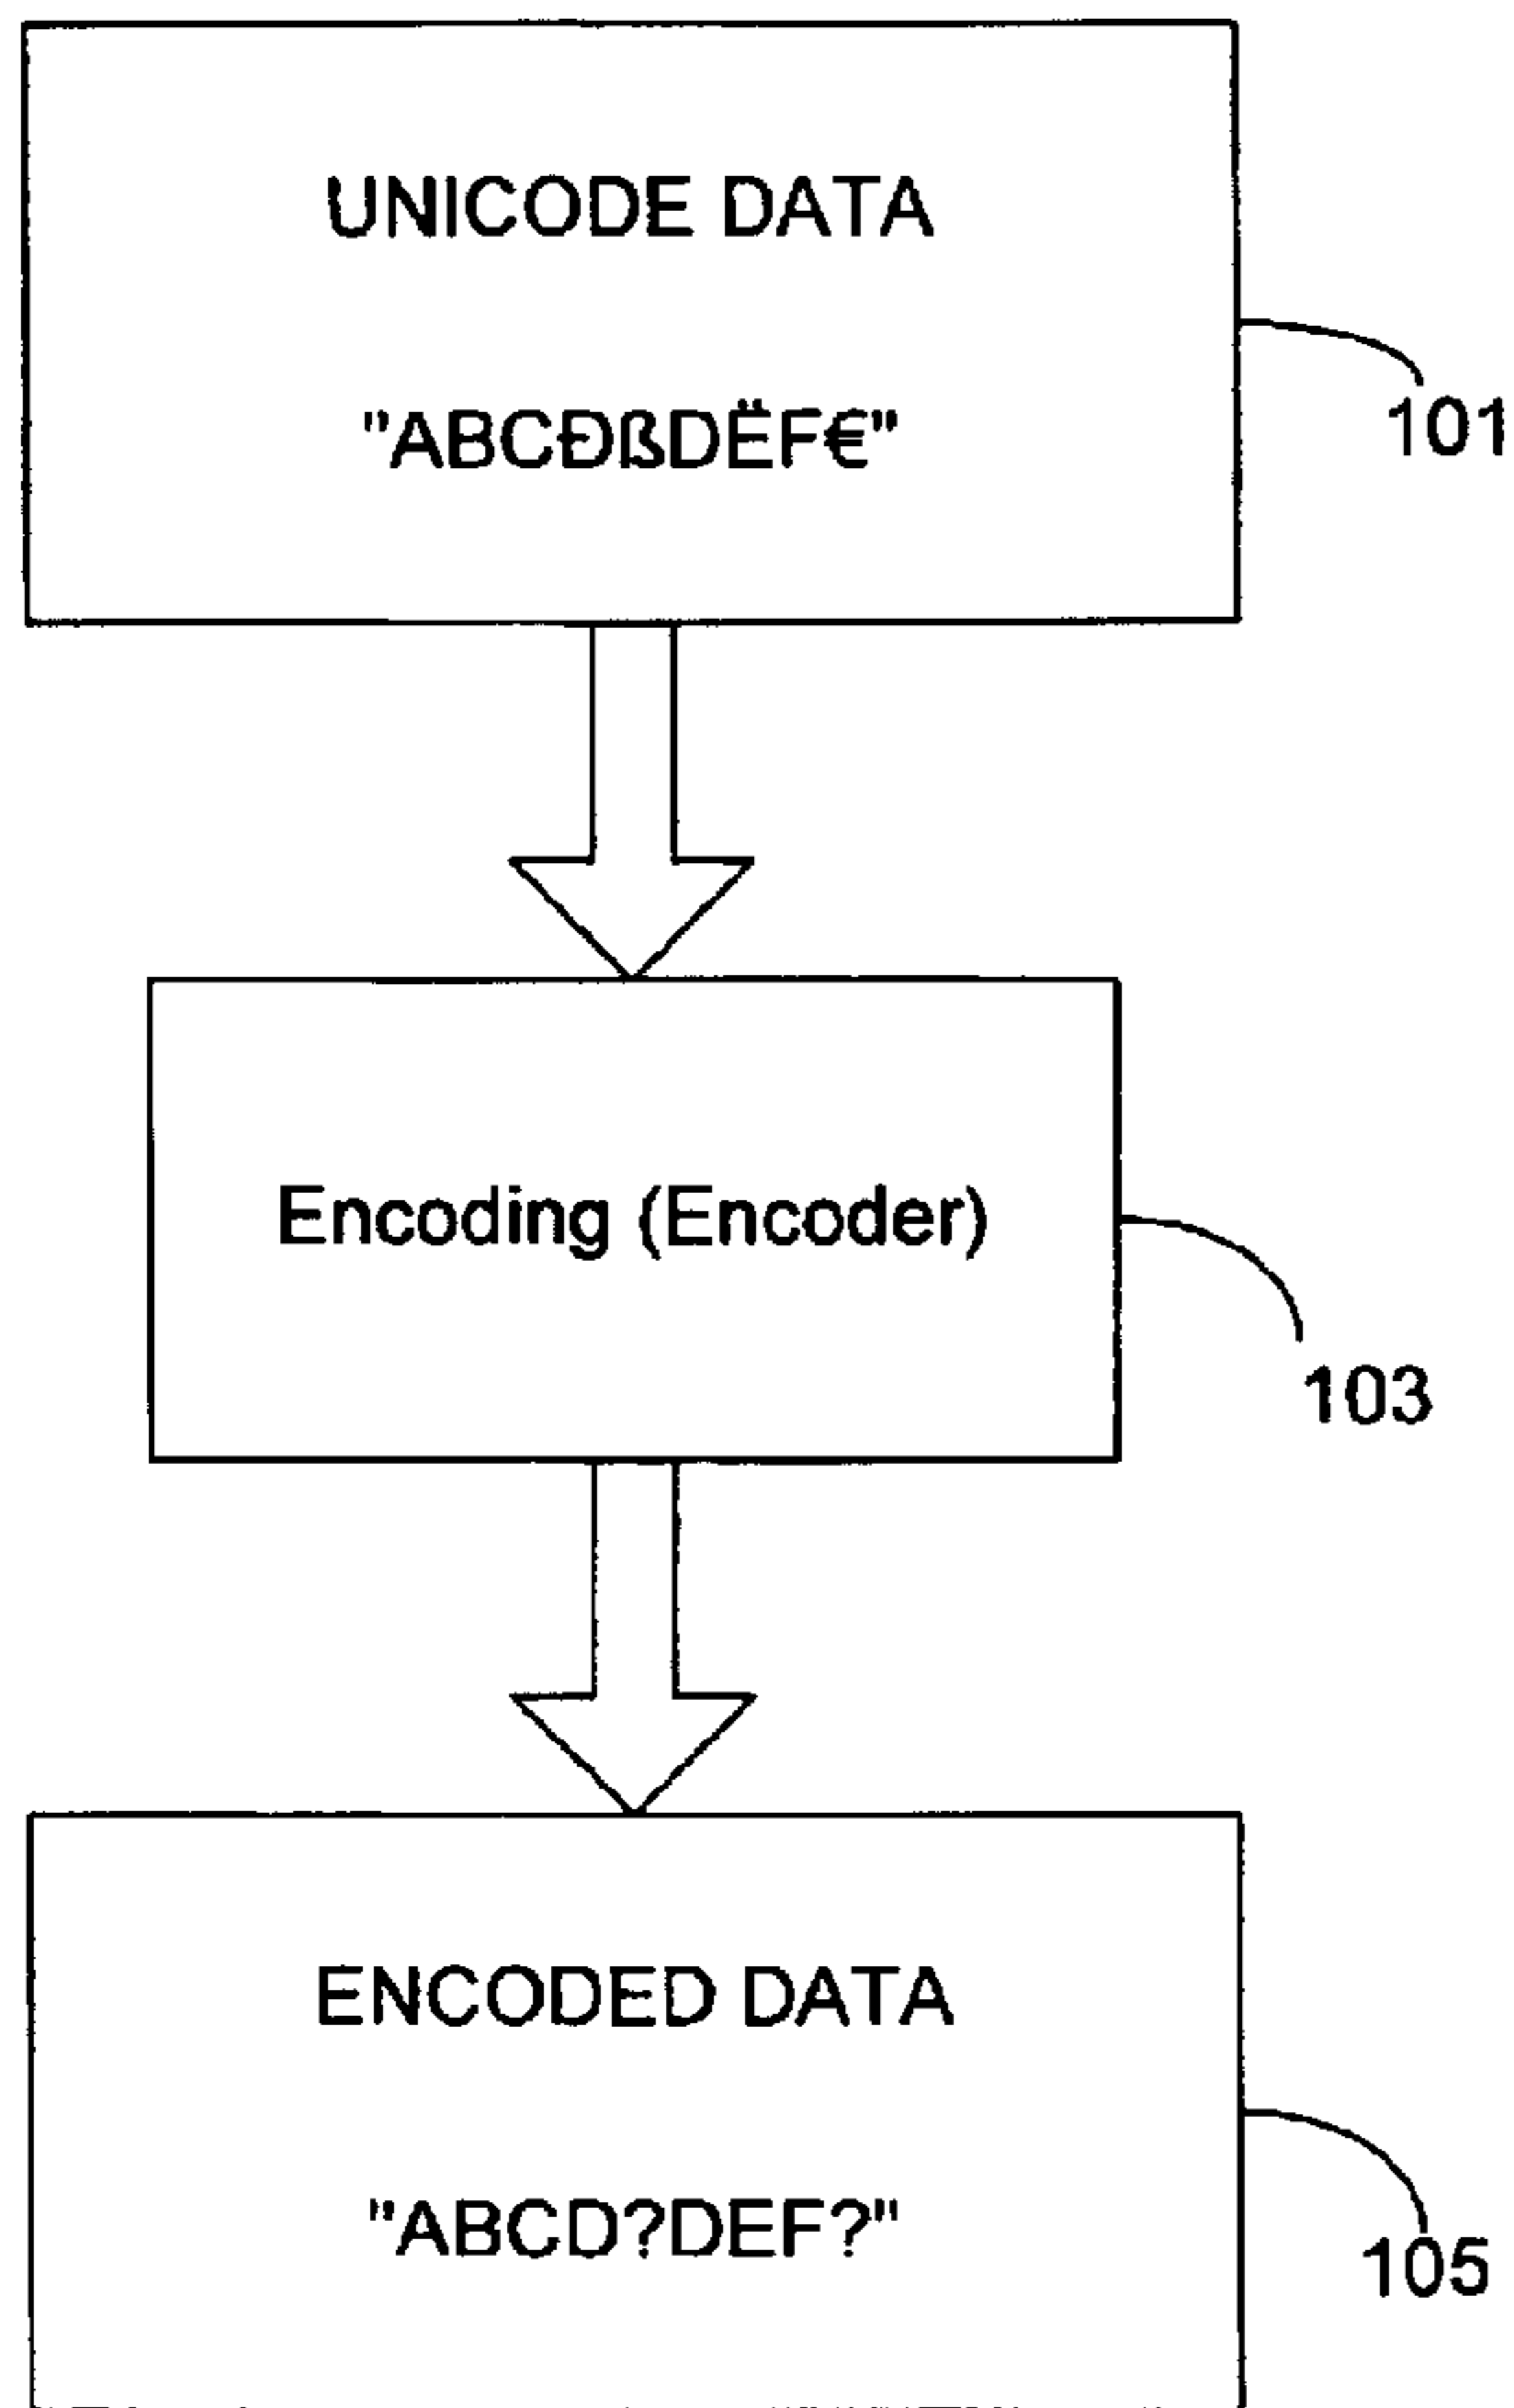 UNICODE DATA
"ABCĐßDËF€"
101
Encoding (Encoder)
103
ENCODED DATA
"ABCD?DEF?"
105